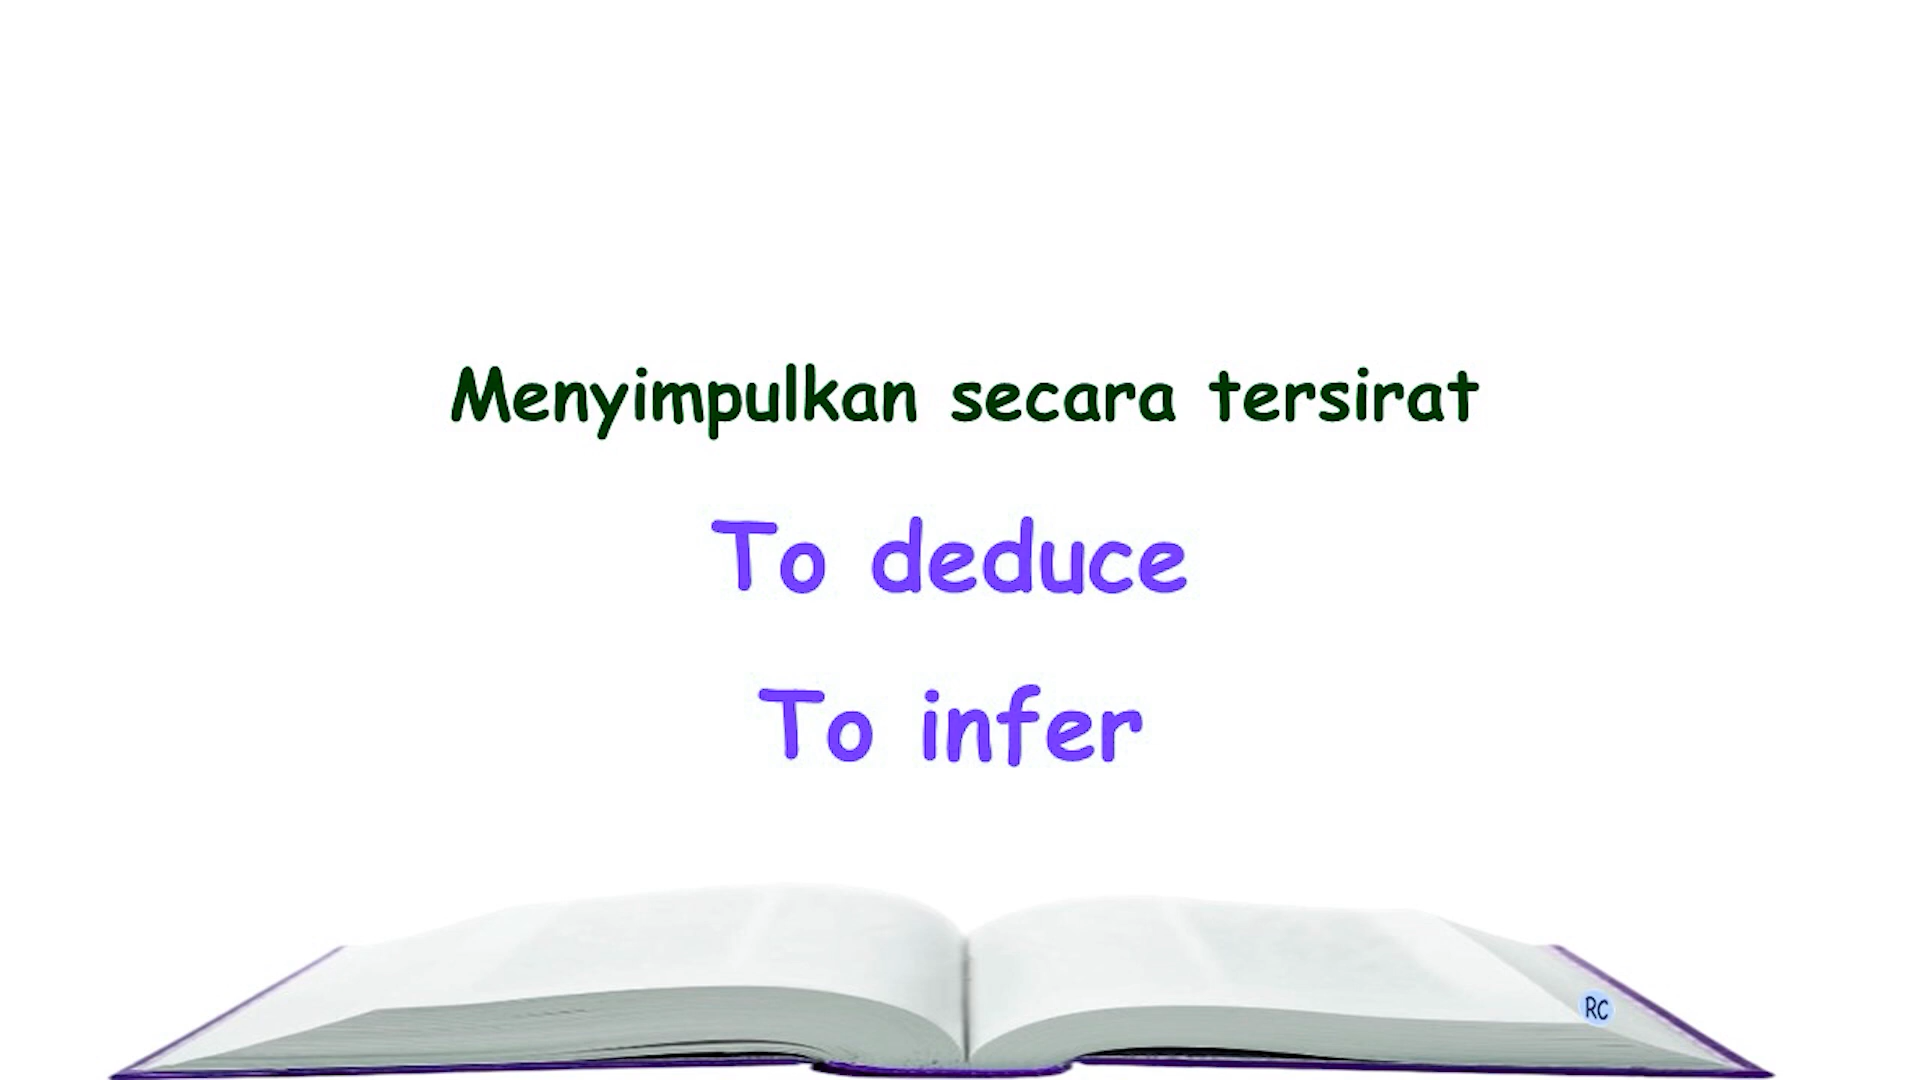 Menyimpulkan secara tersirat
To deduce
To infer
RC